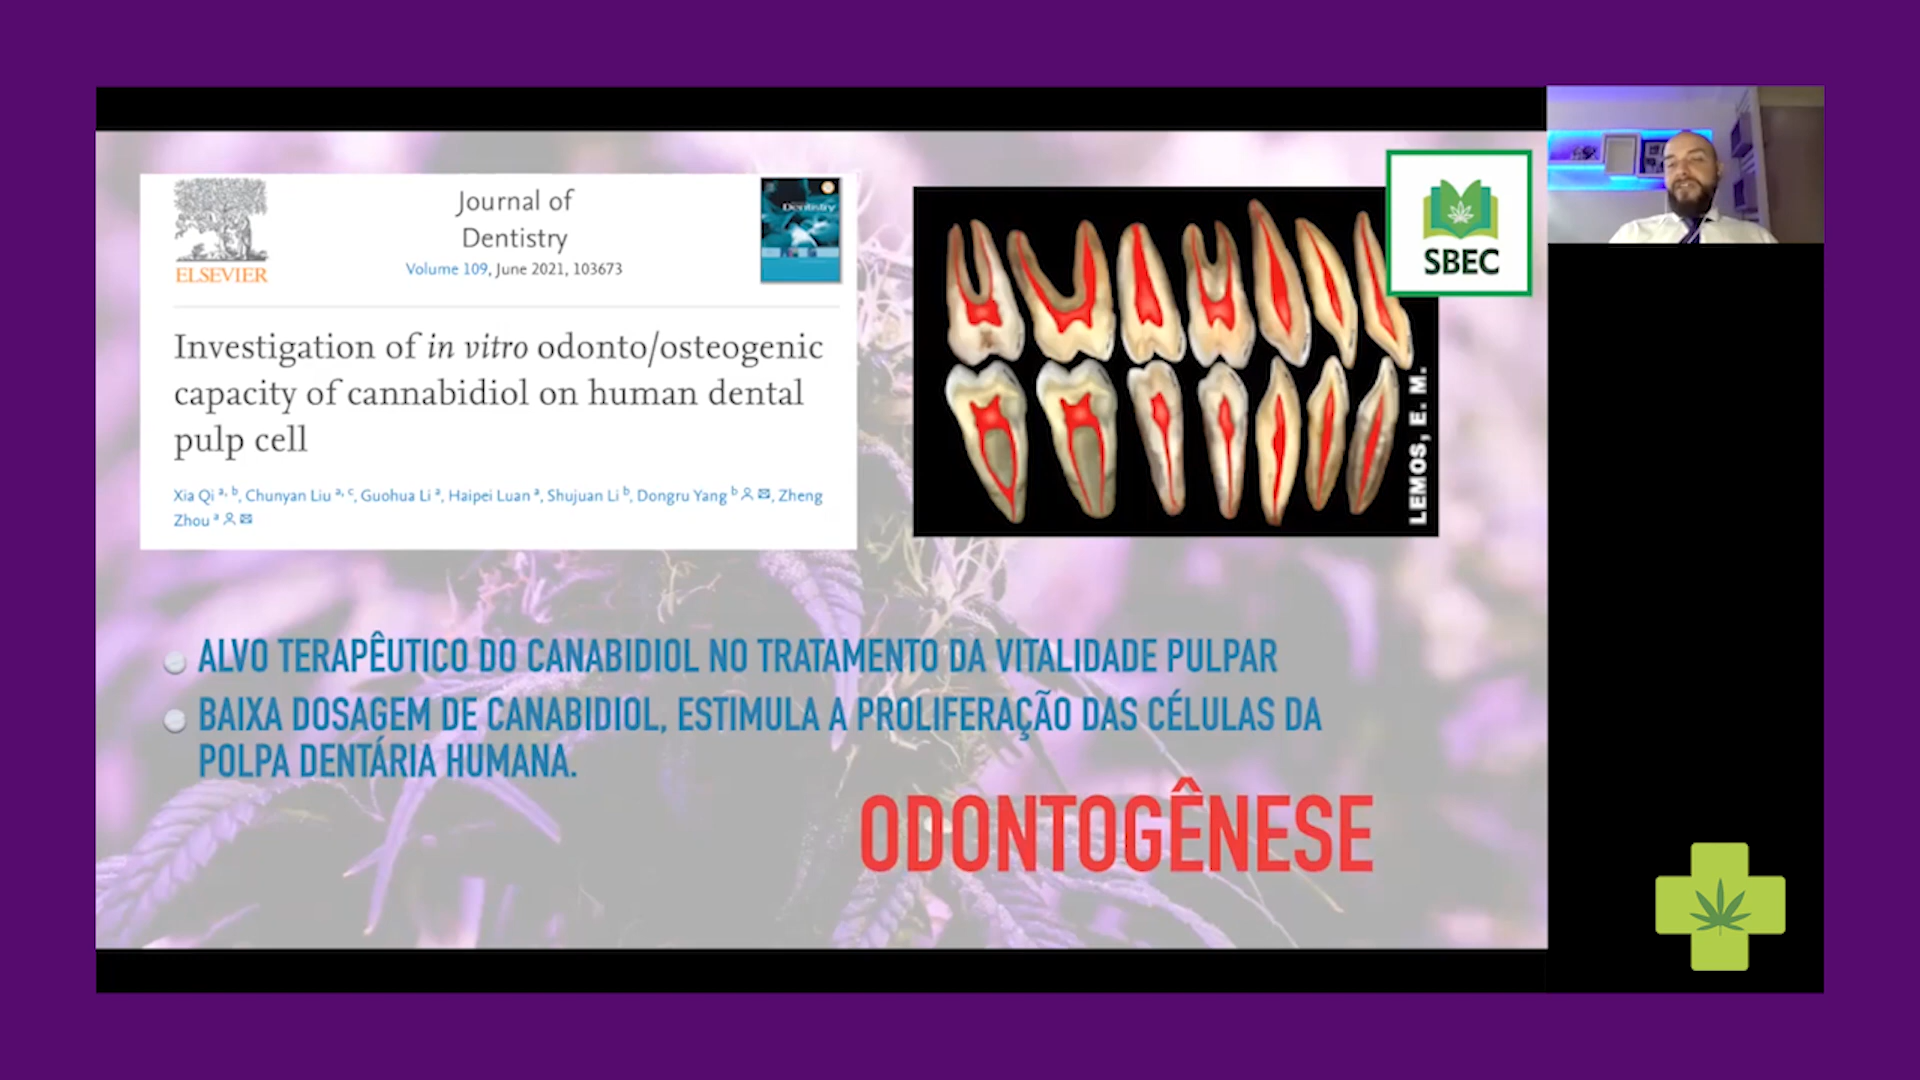 ELSEVIER
Journal of
Dentistry
Volume 109, June 2021, 103673
Dentistry
Investigation of in vitro odonto/osteogenic
capacity of cannabidiol on human dental
pulp cell
Xia Qi a, b, Chunyan Liu a, c, Guohua Li a, Haipei Luan a, Shujuan Li b, Dongru Yang b, Zheng
Zhou a
LEMOS, E. M.
SBEC
ALVO TERAPÊUTICO DO CANABIDIOL NO TRATAMENTO DA VITALIDADE PULPAR
BAIXA DOSAGEM DE CANABIDIOL, ESTIMULA A PROLIFERAÇÃO DAS CÉLULAS DA
POLPA DENTÁRIA HUMANA.
ODONTOGÊNESE